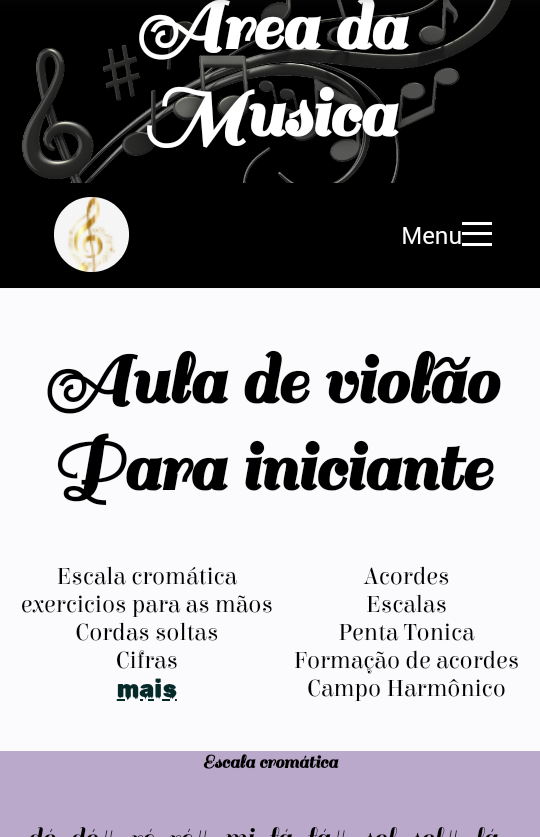 Area da
Musica
Menu
Aula de violão
Para iniciante
Escala cromática
exercicios para as mãos
Cordas soltas
Cifras
mais
Acordes
Escalas
Penta Tonica
Formação de acordes
Campo Harmônico
Escala cromática